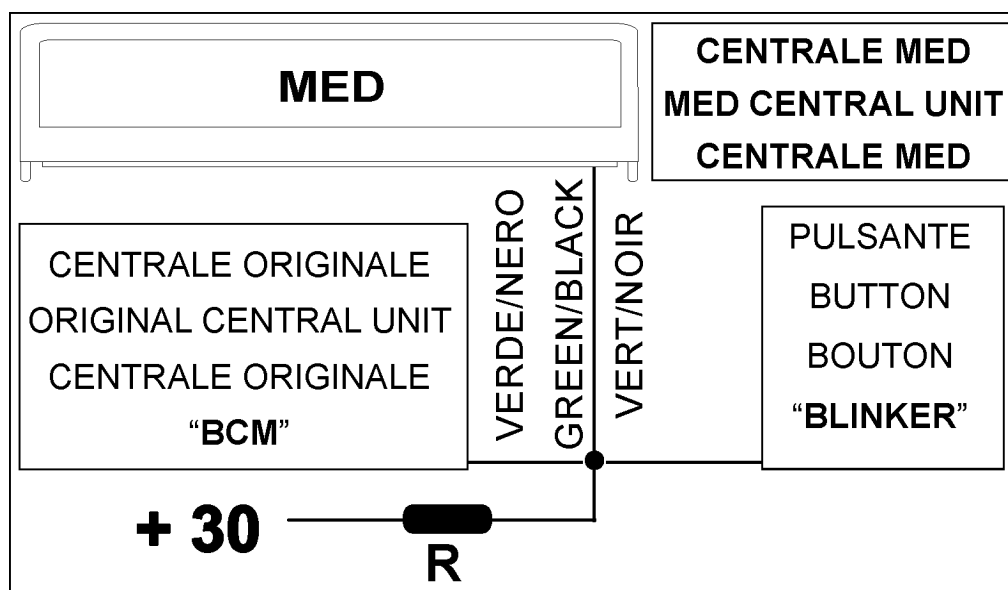 MED
CENTRALE MED
MED CENTRAL UNIT
CENTRALE MED
CENTRALE ORIGINALE
ORIGINAL CENTRAL UNIT
CENTRALE ORIGINALE
“BCM”
VERDE/NERO
GREEN/BLACK
VERT/NOIR
PULSANTE
BUTTON
BOUTON
“BLINKER”
+ 30
R